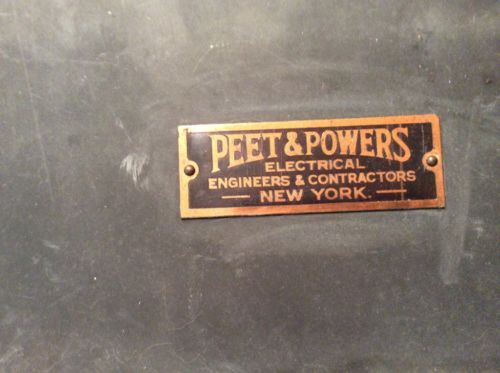 PEET & POWERS
ELECTRICAL
ENGINEERS & CONTRACTORS
— NEW YORK. —